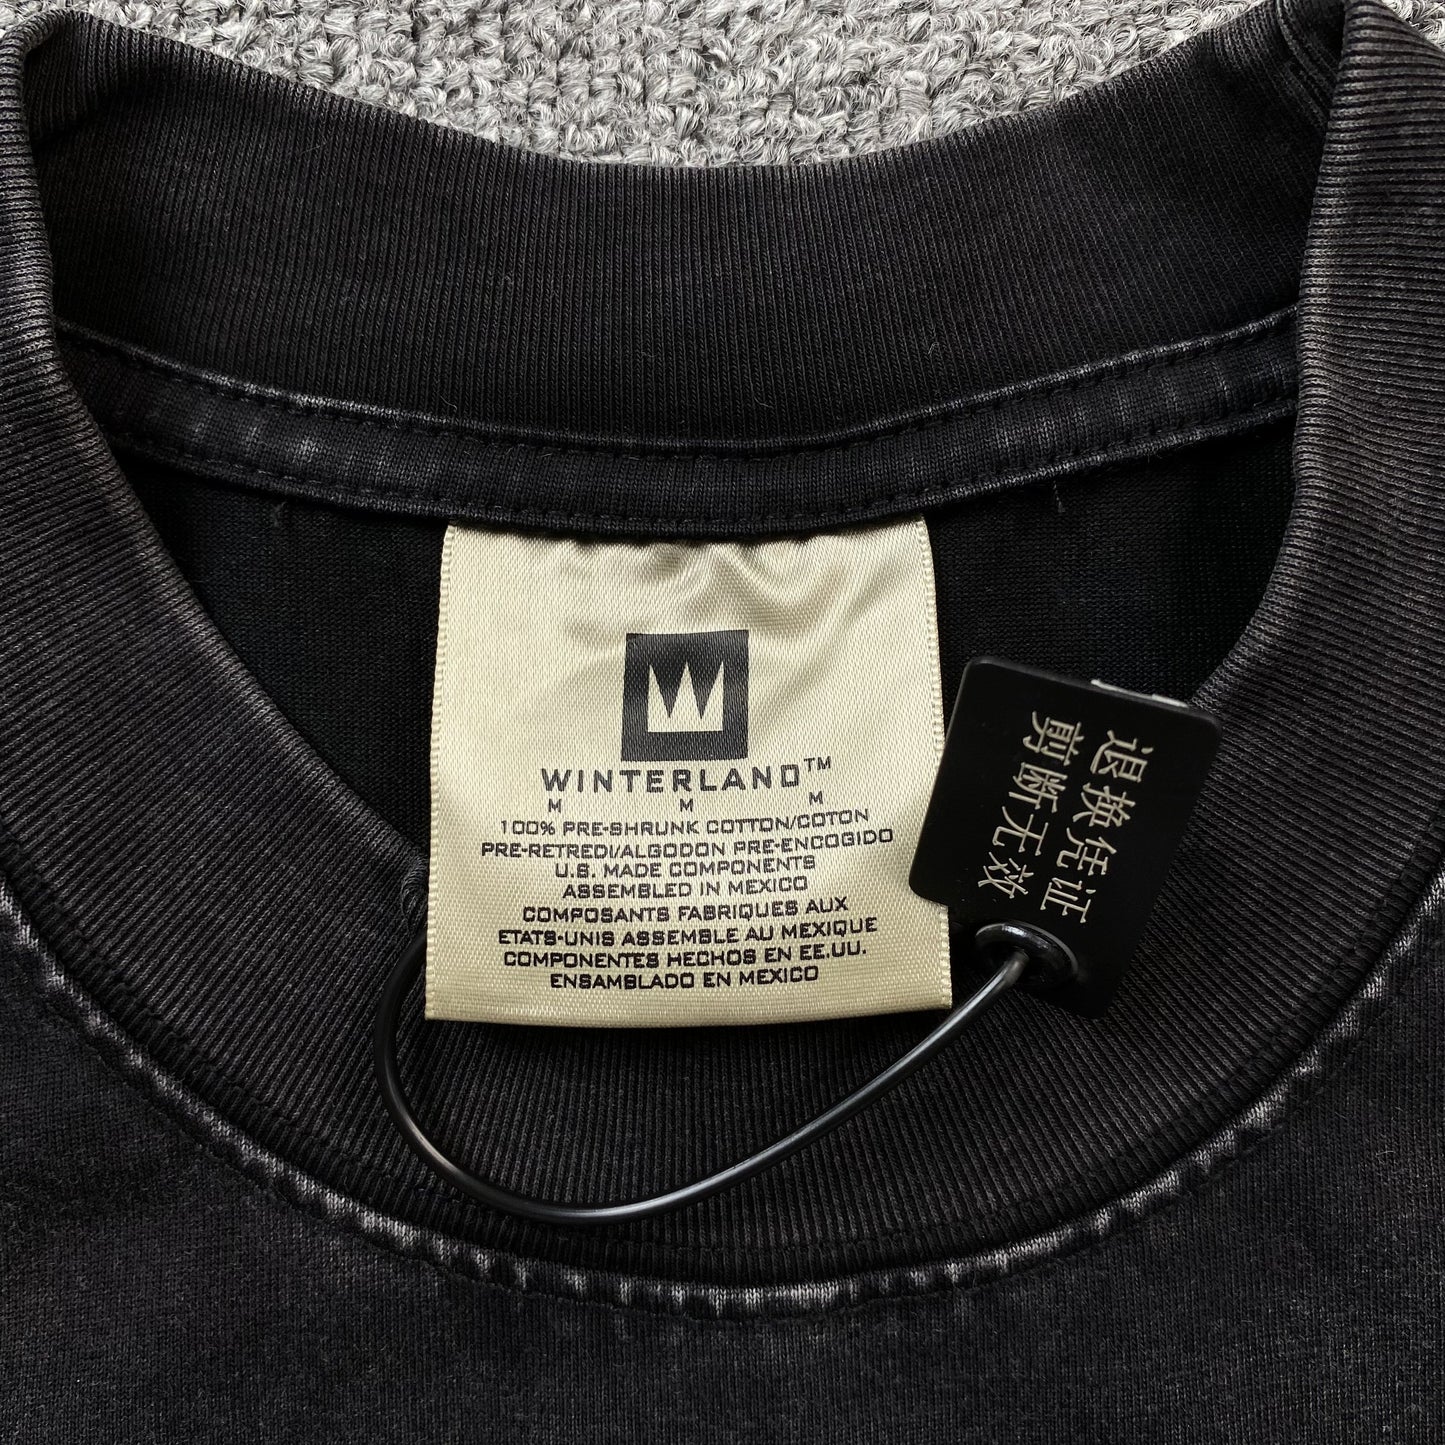 WINTERLAND™
M M M
100% PRE-SHRUNK COTTON/COTON
PRE-RETREDI/ALGODON PRE-ENCOGIDO
U.S. MADE COMPONENTS
ASSEMBLED IN MEXICO
COMPOSANTS FABRIQUES AUX
ETATS-UNIS ASSEMBLE AU MEXIQUE
COMPONENTES HECHOS EN EE.UU.
ENSAMBLADO EN MEXICO
退换凭证
剪断无效